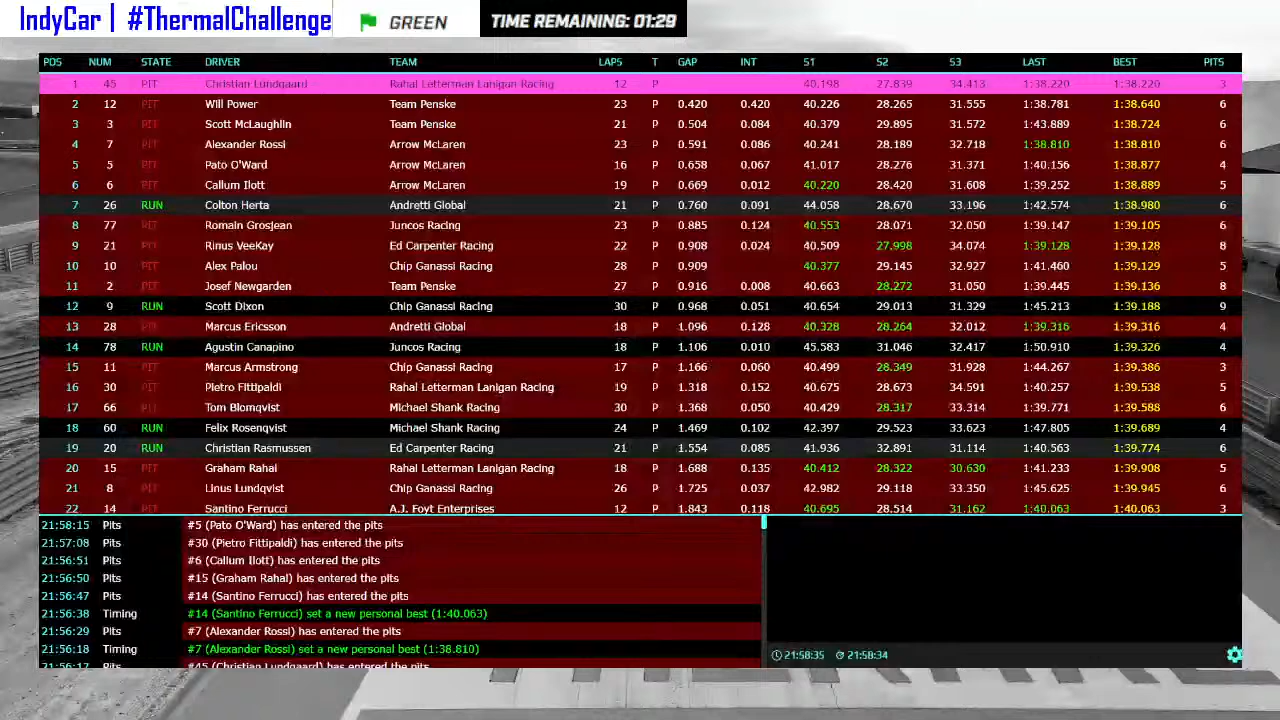 IndyCar | #ThermalChallenge GREEN TIME REMAINING: 01:29
POS NUM STATE DRIVER TEAM LAPS T GAP INT S1 S2 S3 LAST BEST PITS
1 45 PIT Christian Lundgaard Rahal Letterman Lanigan Racing 12 P 40.198 27.839 34.413 1:38.220 1:38.220 3
2 12 PIT Will Power Team Penske 23 P 0.420 0.420 40.226 28.265 31.555 1:38.781 1:38.640 6
3 3 PIT Scott McLaughlin Team Penske 21 P 0.504 0.084 40.379 29.895 31.572 1:43.889 1:38.724 6
4 7 PIT Alexander Rossi Arrow McLaren 23 P 0.591 0.086 40.241 28.189 32.718 1:38.810 1:38.810 6
5 5 PIT Pato O'Ward Arrow McLaren 16 P 0.658 0.067 41.017 28.276 31.371 1:40.156 1:38.877 4
6 6 PIT Callum Ilott Arrow McLaren 19 P 0.669 0.012 40.220 28.420 31.608 1:39.252 1:38.889 5
7 26 RUN Colton Herta Andretti Global 21 P 0.760 0.091 44.058 28.670 33.196 1:42.574 1:38.980 6
8 77 PIT Romain Grosjean Juncos Racing 23 P 0.885 0.124 40.553 28.071 32.050 1:39.147 1:39.105 6
9 21 PIT Rinus VeeKay Ed Carpenter Racing 22 P 0.908 0.024 40.509 27.998 34.074 1:39.128 1:39.128 8
10 10 PIT Alex Palou Chip Ganassi Racing 28 P 0.909 40.377 29.145 32.927 1:41.460 1:39.129 5
11 2 PIT Josef Newgarden Team Penske 27 P 0.916 0.008 40.663 28.272 31.050 1:39.445 1:39.136 8
12 9 RUN Scott Dixon Chip Ganassi Racing 30 P 0.968 0.051 40.654 29.013 31.329 1:45.213 1:39.188 9
13 28 PIT Marcus Ericsson Andretti Global 18 P 1.096 0.128 40.328 28.264 32.012 1:39.316 1:39.316 4
14 78 RUN Agustin Canapino Juncos Racing 18 P 1.106 0.010 45.583 31.046 32.417 1:50.910 1:39.326 4
15 11 PIT Marcus Armstrong Chip Ganassi Racing 17 P 1.166 0.060 40.499 28.349 31.928 1:44.267 1:39.386 3
16 30 PIT Pietro Fittipaldi Rahal Letterman Lanigan Racing 19 P 1.318 0.152 40.675 28.673 34.591 1:40.257 1:39.538 5
17 66 PIT Tom Blomqvist Michael Shank Racing 30 P 1.368 0.050 40.429 28.317 33.314 1:39.771 1:39.588 6
18 60 RUN Felix Rosenqvist Michael Shank Racing 24 P 1.469 0.102 42.397 29.523 33.623 1:47.805 1:39.689 4
19 20 RUN Christian Rasmussen Ed Carpenter Racing 21 P 1.554 0.085 41.936 32.891 31.114 1:40.563 1:39.774 6
20 15 PIT Graham Rahal Rahal Letterman Lanigan Racing 18 P 1.688 0.135 40.412 28.322 30.630 1:41.233 1:39.908 5
21 8 PIT Linus Lundqvist Chip Ganassi Racing 26 P 1.725 0.037 42.982 29.118 33.350 1:45.625 1:39.945 6
22 14 PIT Santino Ferrucci A.J. Foyt Enterprises 12 P 1.843 0.118 40.695 28.514 31.162 1:40.063 1:40.063 3
21:58:15 Pits #5 (Pato O'Ward) has entered the pits
21:57:08 Pits #30 (Pietro Fittipaldi) has entered the pits
21:56:51 Pits #6 (Callum Ilott) has entered the pits
21:56:50 Pits #15 (Graham Rahal) has entered the pits
21:56:47 Pits #14 (Santino Ferrucci) has entered the pits
21:56:38 Timing #14 (Santino Ferrucci) set a new personal best (1:40.063)
21:56:29 Pits #7 (Alexander Rossi) has entered the pits
21:56:18 Timing #7 (Alexander Rossi) set a new personal best (1:38.810)
21:56:17 Pits #45 (Christian Lundgaard) has entered the pits
21:58:35 21:58:34